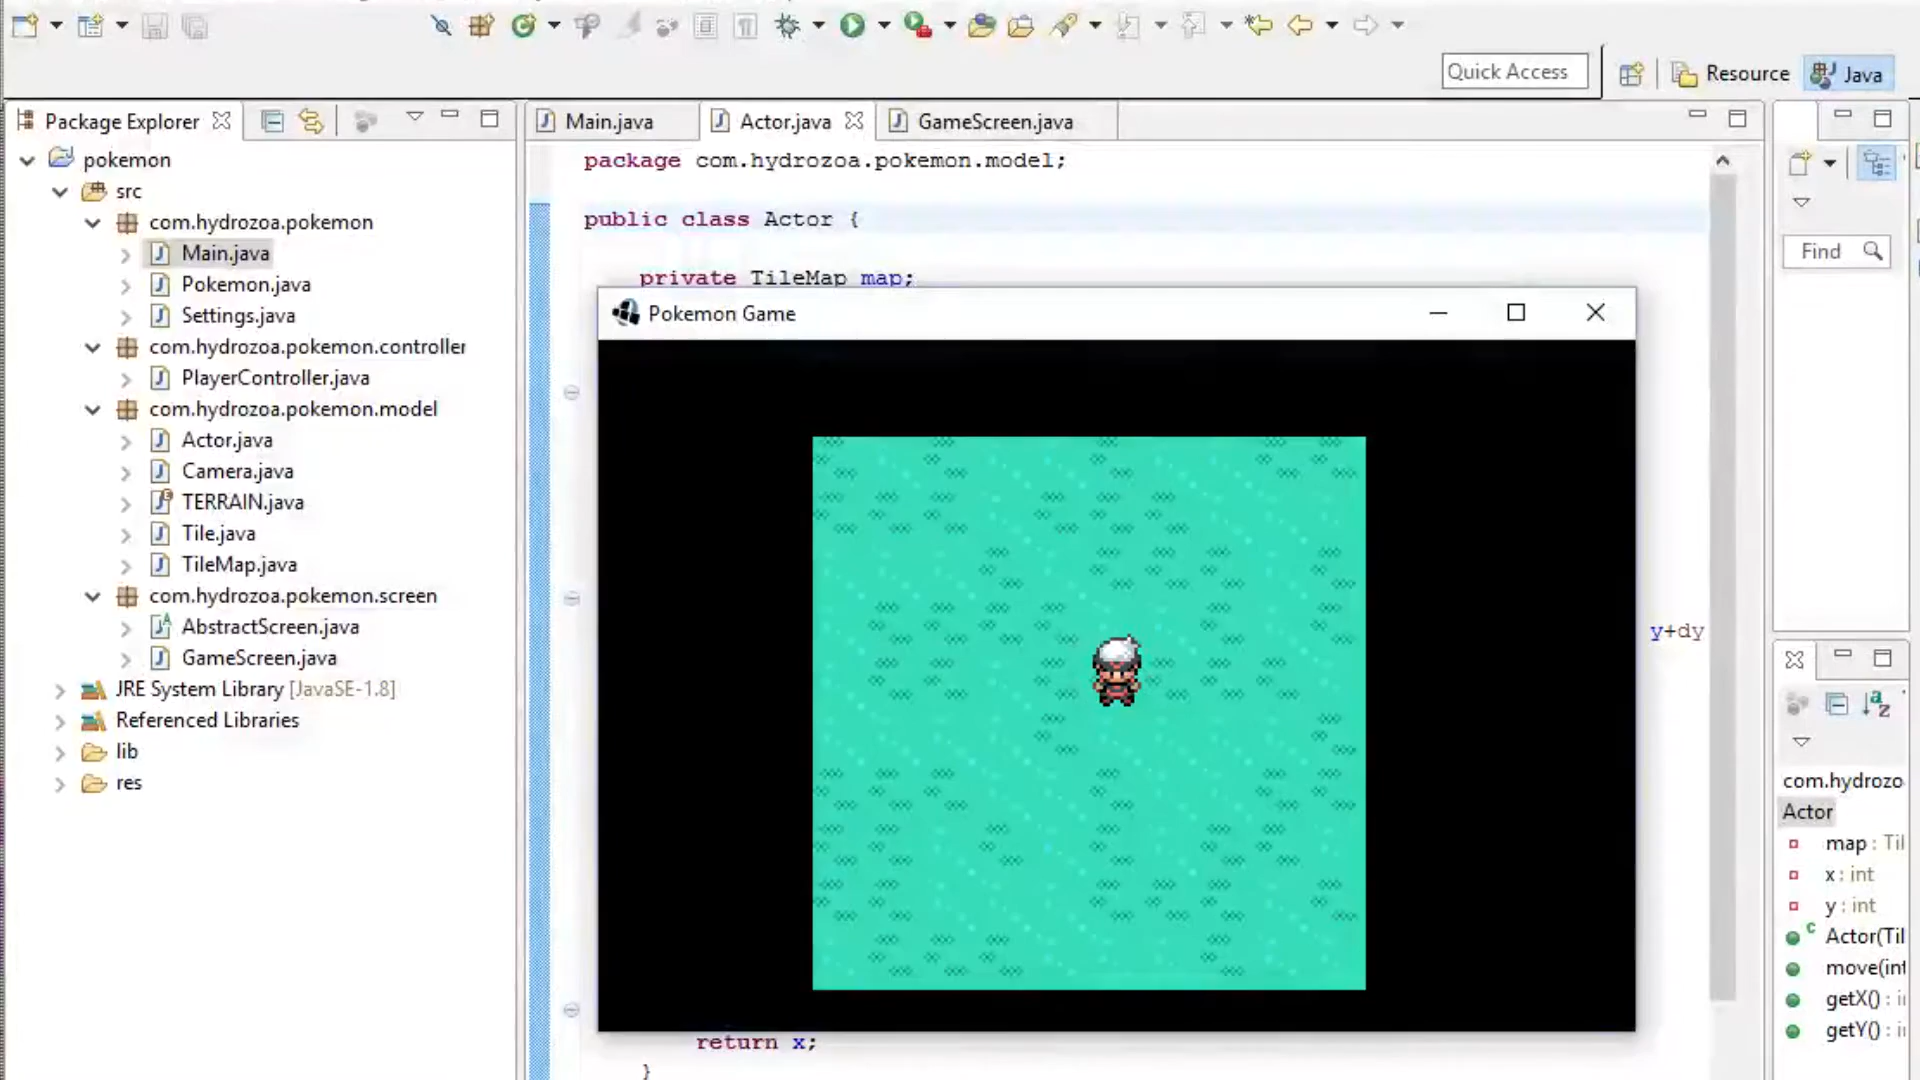 Quick Access
Resource
Java
Package Explorer
pokemon
src
com.hydrozoa.pokemon
Main.java
Pokemon.java
Settings.java
com.hydrozoa.pokemon.controller
PlayerController.java
com.hydrozoa.pokemon.model
Actor.java
Camera.java
TERRAIN.java
Tile.java
TileMap.java
com.hydrozoa.pokemon.screen
AbstractScreen.java
GameScreen.java
JRE System Library [JavaSE-1.8]
Referenced Libraries
lib
res
Main.java
Actor.java
GameScreen.java
package com.hydrozoa.pokemon.model;
public class Actor {
private TileMap map;
Pokemon Game
y+dy
return x;
}
Find
com.hydrozo
Actor
map : Til
x : int
y : int
Actor(Til
move(int
getX() : i
getY() : i